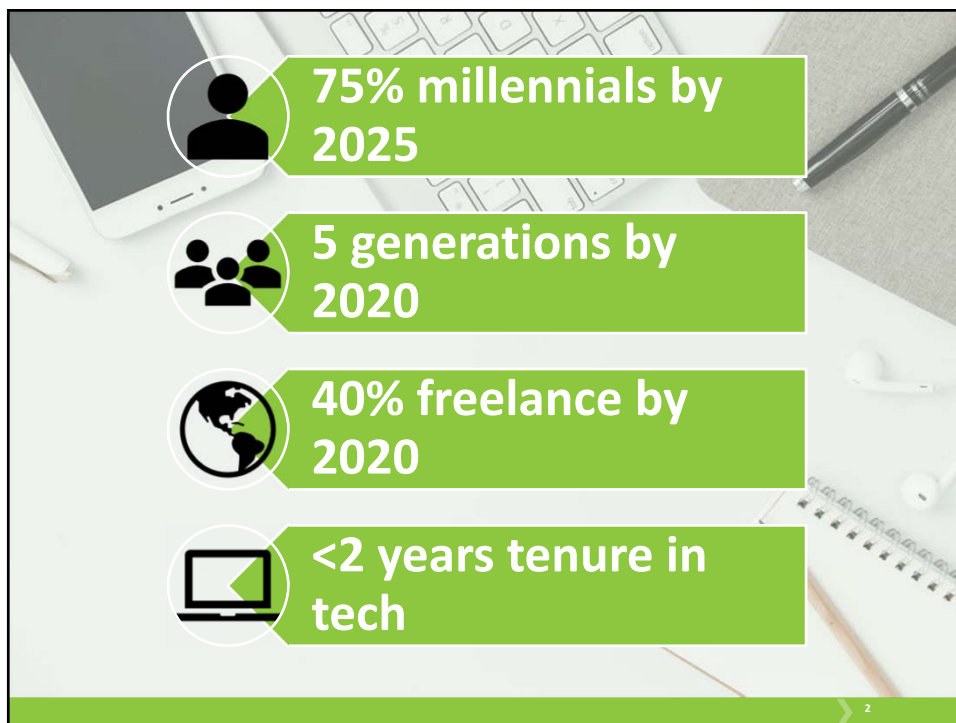 75% millennials by
2025
5 generations by
2020
40% freelance by
2020
<2 years tenure in
tech
2